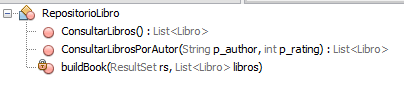 RepositorioLibro
ConsultarLibros() : List<Libro>
ConsultarLibrosPorAutor(String p_author, int p_rating) : List<Libro>
buildBook(ResultSet rs, List<Libro> libros)